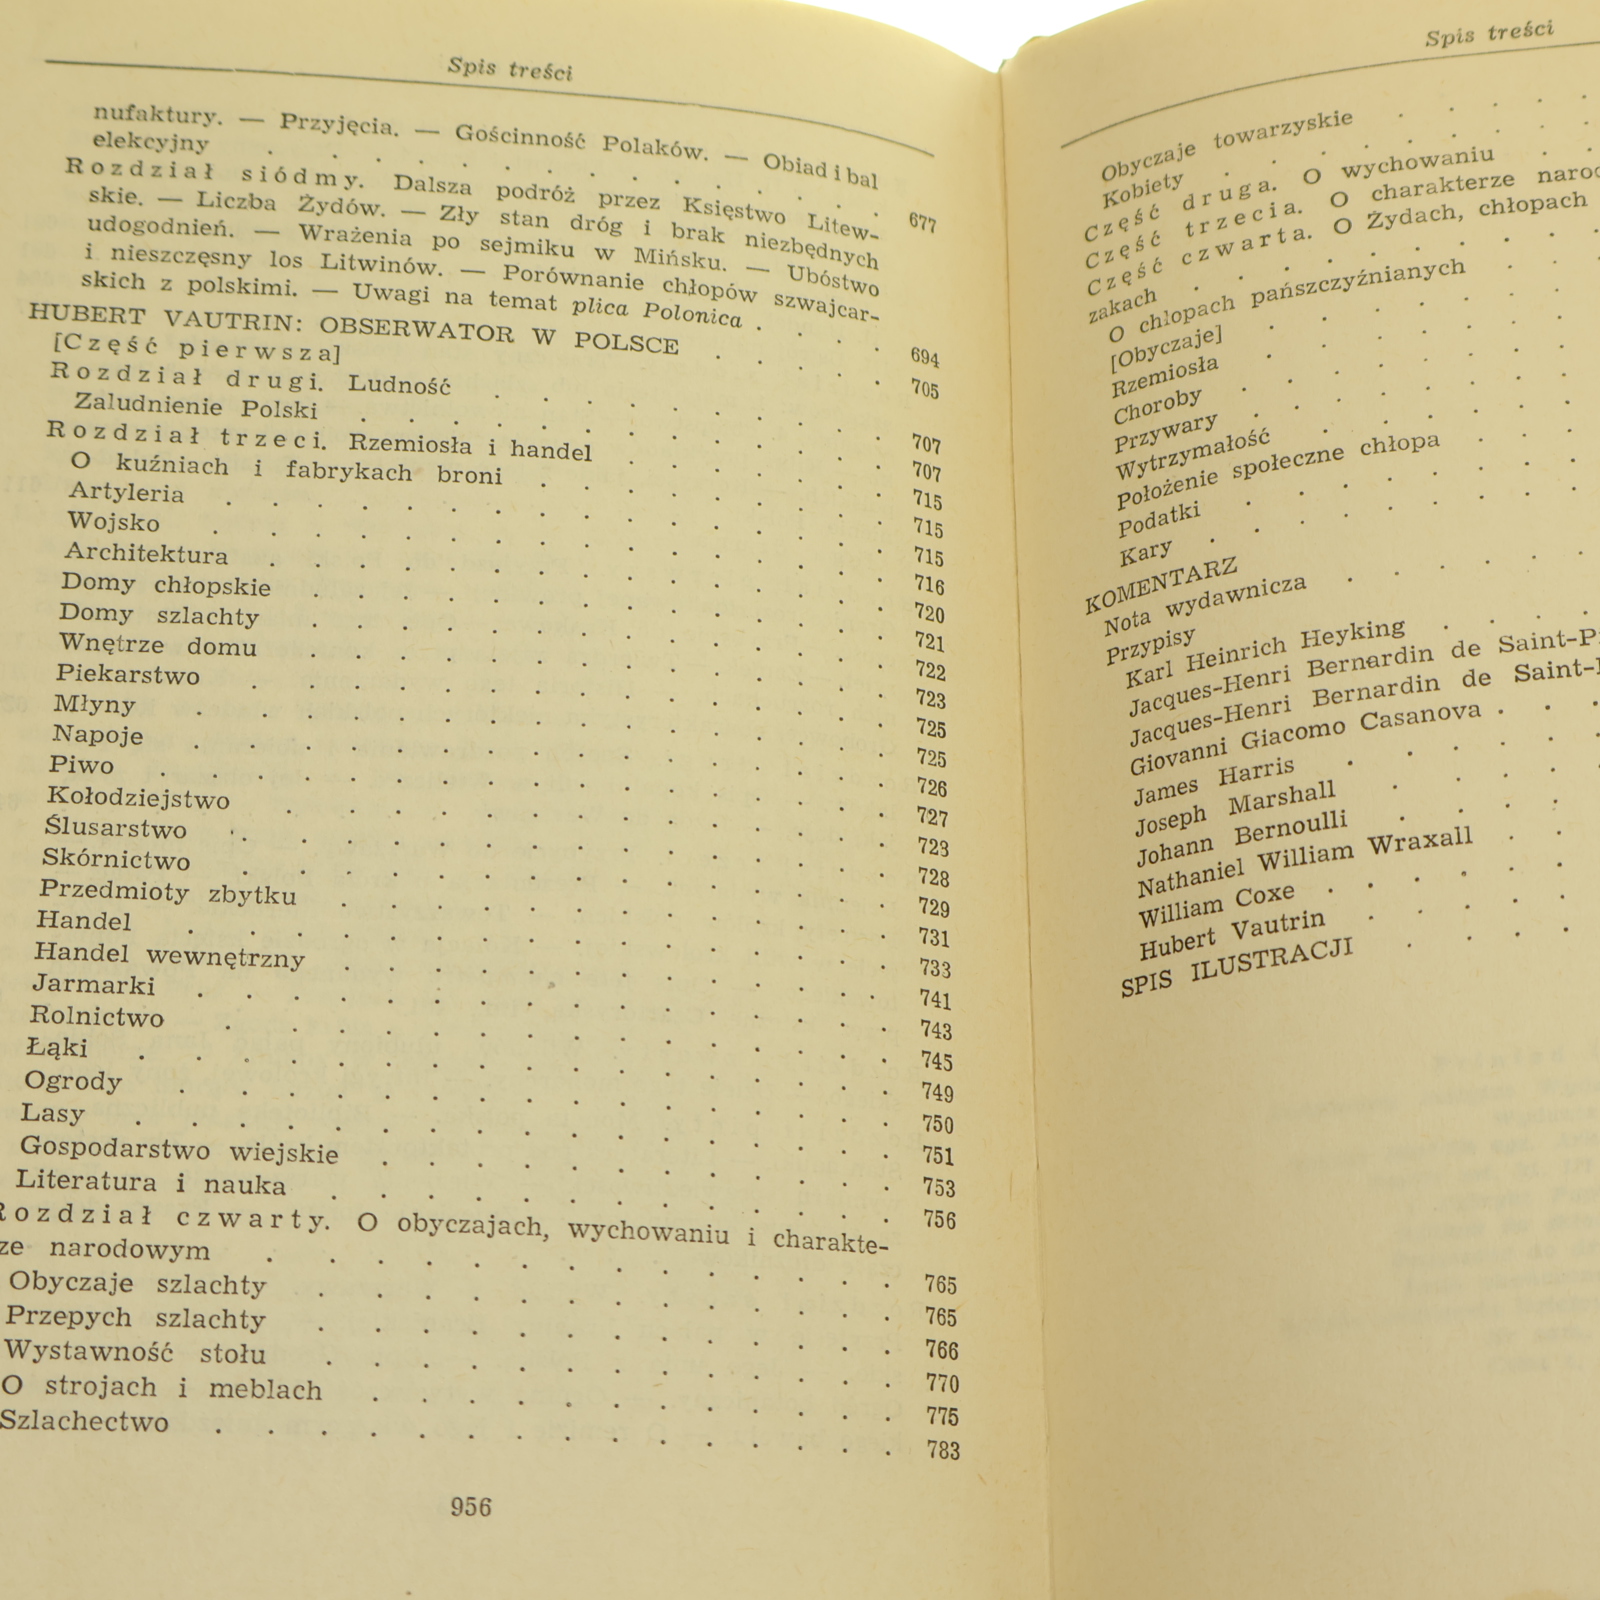 Spis treści
nufaktury. — Przyjęcia. — Gościnność Polaków. — Obiad i bal
elekcyjny 677
Rozdział siódmy. Dalsza podróż przez Księstwo Litew-
skie. — Liczba Żydów. — Zły stan dróg i brak niezbędnych
udogodnień. — Wrażenia po sejmiku w Mińsku. — Ubóstwo
i nieszczęsny los Litwinów. — Porównanie chłopów szwajcar-
skich z polskimi. — Uwagi na temat plica Polonica . 694
HUBERT VAUTRIN: OBSERWATOR W POLSCE 705
[Część pierwsza]
Rozdział drugi. Ludność 707
Zaludnienie Polski 707
Rozdział trzeci. Rzemiosła i handel 715
O kuźniach i fabrykach broni 715
Artyleria 715
Wojsko 716
Architektura 720
Domy chłopskie 721
Domy szlachty 722
Wnętrze domu 723
Piekarstwo 725
Młyny 725
Napoje 726
Piwo 727
Kołodziejstwo 723
Ślusarstwo 728
Skórnictwo 729
Przedmioty zbytku 731
Handel 733
Handel wewnętrzny 741
Jarmarki 743
Rolnictwo 745
Łąki 749
Ogrody 750
Lasy 751
Gospodarstwo wiejskie 753
Literatura i nauka 756
Rozdział czwarty. O obyczajach, wychowaniu i charakte-
ze narodowym 765
Obyczaje szlachty 765
Przepych szlachty 766
Wystawność stołu 770
O strojach i meblach 775
Szlachectwo 783
956
Spis treści
Obyczaje towarzyskie
Kobiety
Część druga. O wychowaniu
Część trzecia. O charakterze naro
Część czwarta. O Żydach, chłopach
zakach
O chłopach pańszczyźnianych
[Obyczaje]
Rzemiosła
Choroby
Przywary
Wytrzymałość
Położenie społeczne chłopa
Podatki
Kary
KOMENTARZ
Nota wydawnicza
Przypisy
Karl Heinrich Heyking
Jacques-Henri Bernardin de Saint-P
Jacques-Henri Bernardin de Saint-
Giovanni Giacomo Casanova
James Harris
Joseph Marshall
Johann Bernoulli
Nathaniel William Wraxall
William Coxe
Hubert Vautrin
SPIS ILUSTRACJI